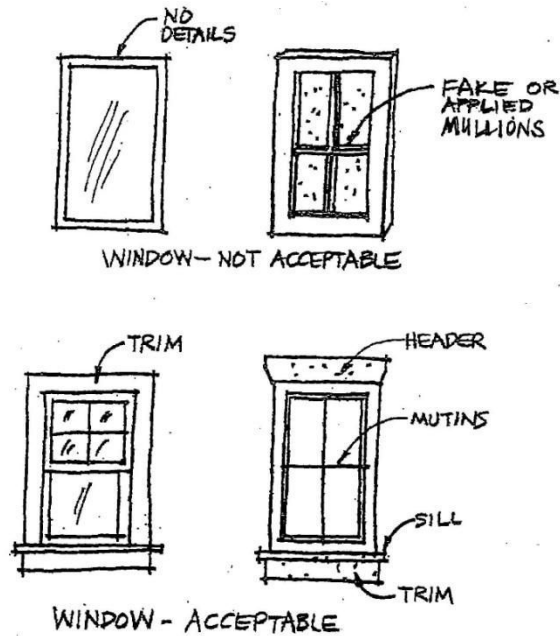 NO
DETAILS
FAKE OR
APPLIED
MULLIONS
WINDOW - NOT ACCEPTABLE
TRIM
HEADER
MUTINS
SILL
TRIM
WINDOW - ACCEPTABLE